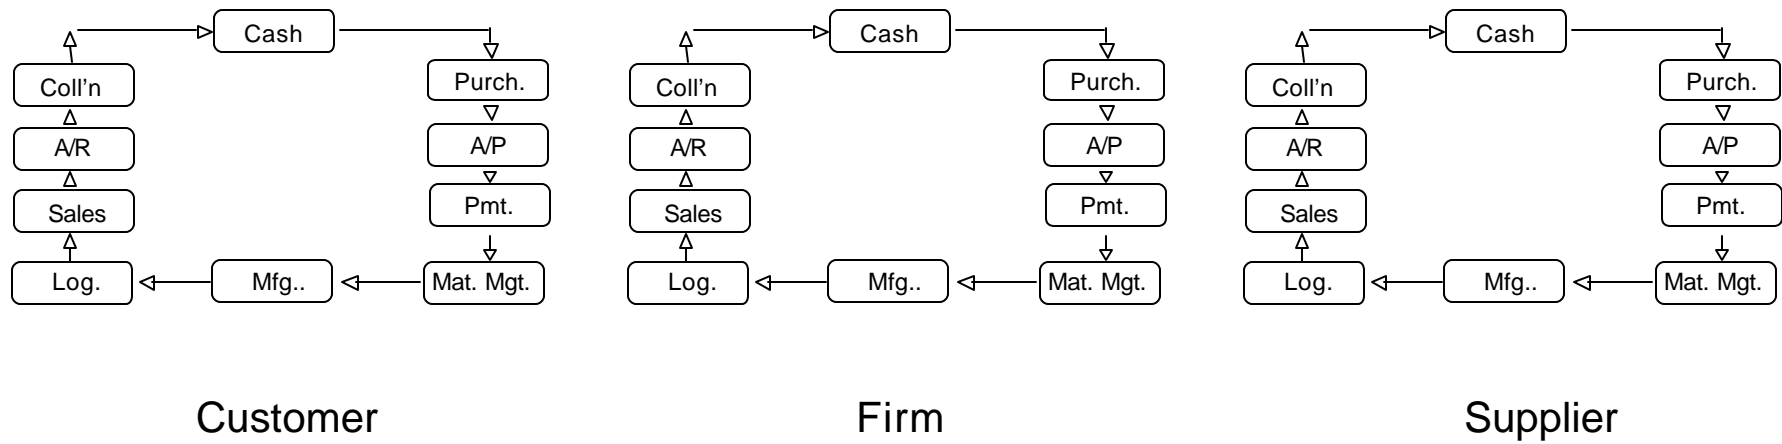 Cash
Purch.
Coll'n
A/R
A/P
Sales
Pmt.
Log.
Mfg..
Mat. Mgt.
Customer
Cash
Purch.
Coll'n
A/R
A/P
Sales
Pmt.
Log.
Mfg..
Mat. Mgt.
Firm
Cash
Purch.
Coll'n
A/R
A/P
Sales
Pmt.
Log.
Mfg..
Mat. Mgt.
Supplier